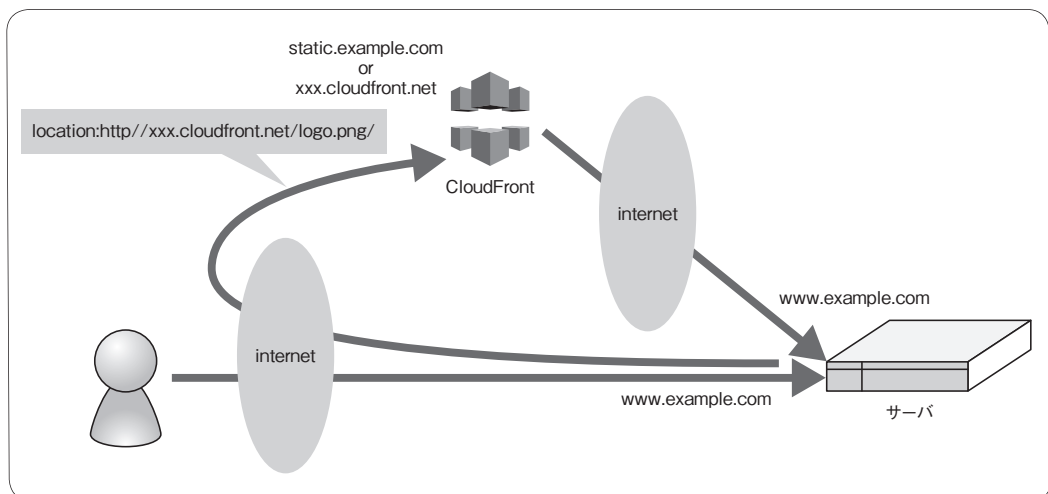 static.example.com
or
xxx.cloudfront.net
location:http//xxx.cloudfront.net/logo.png/
CloudFront
internet
www.example.com
internet
www.example.com
サーバ